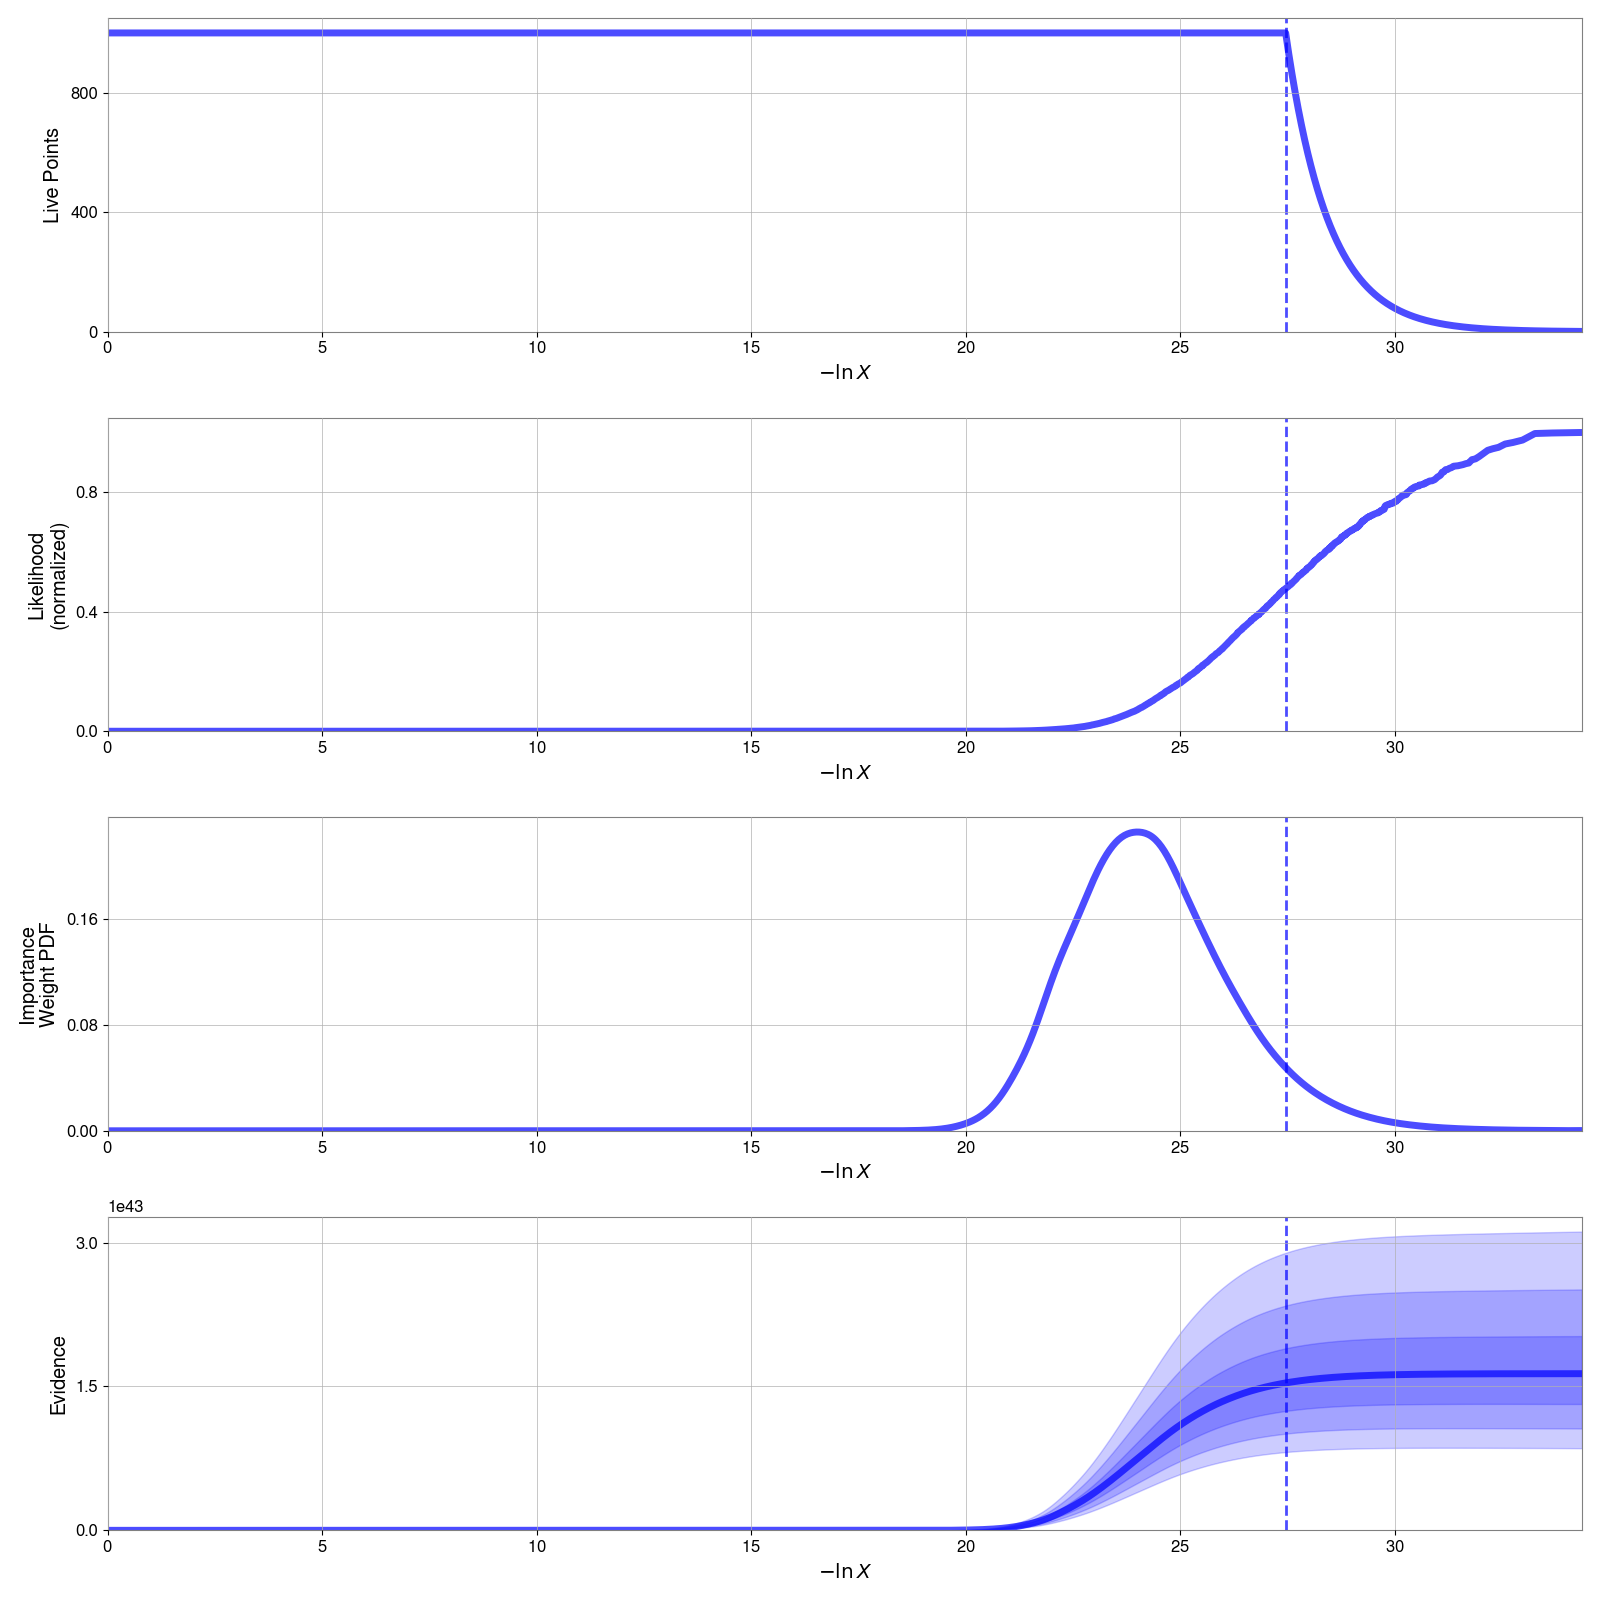 800
400
0
Live Points
0 5 10 15 20 25 30
−ln X
0.8
0.4
0.0
Likelihood
(normalized)
0 5 10 15 20 25 30
−ln X
0.16
0.08
0.00
Importance
Weight PDF
0 5 10 15 20 25 30
−ln X
1e43
3.0
1.5
0.0
Evidence
0 5 10 15 20 25 30
−ln X